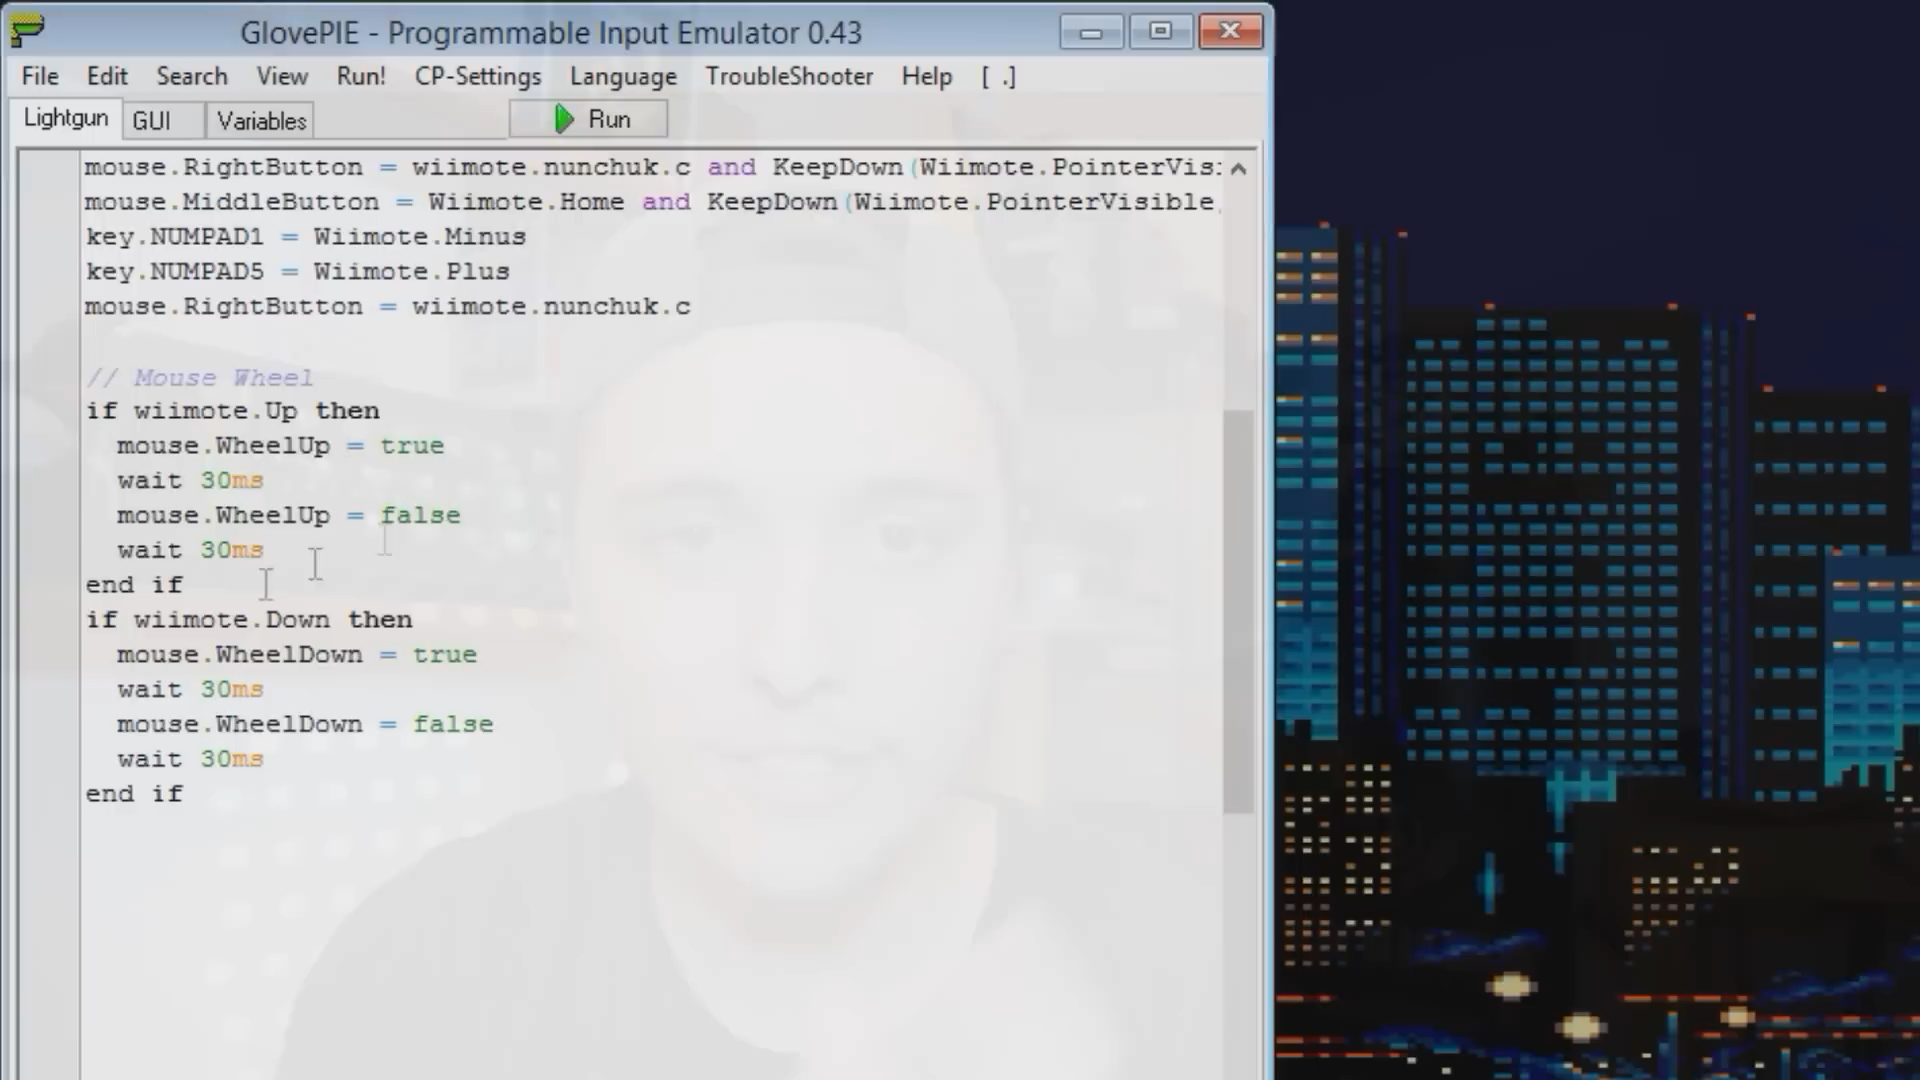 GlovePIE - Programmable Input Emulator 0.43
File Edit Search View Run! CP-Settings Language TroubleShooter Help [ .]
Lightgun GUI Variables Run
mouse.RightButton = wiimote.nunchuk.c and KeepDown(Wiimote.PointerVis
mouse.MiddleButton = Wiimote.Home and KeepDown(Wiimote.PointerVisible,
key.NUMPAD1 = Wiimote.Minus
key.NUMPAD5 = Wiimote.Plus
mouse.RightButton = wiimote.nunchuk.c
// Mouse Wheel
if wiimote.Up then
mouse.WheelUp = true
wait 30ms
mouse.WheelUp = false
wait 30ms
end if
if wiimote.Down then
mouse.WheelDown = true
wait 30ms
mouse.WheelDown = false
wait 30ms
end if